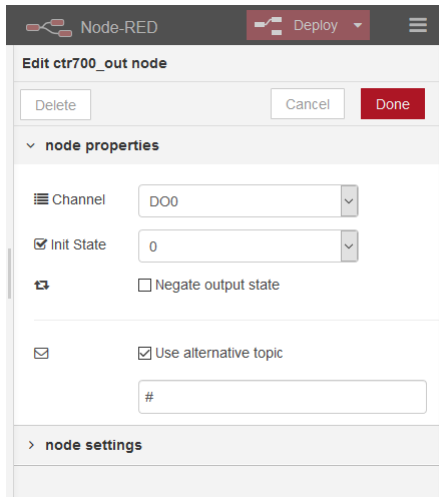 Node-RED
Deploy
Edit ctr700_out node
Delete
Cancel
Done
node properties
Channel
DO0
Init State
0
Negate output state
Use alternative topic
#
node settings